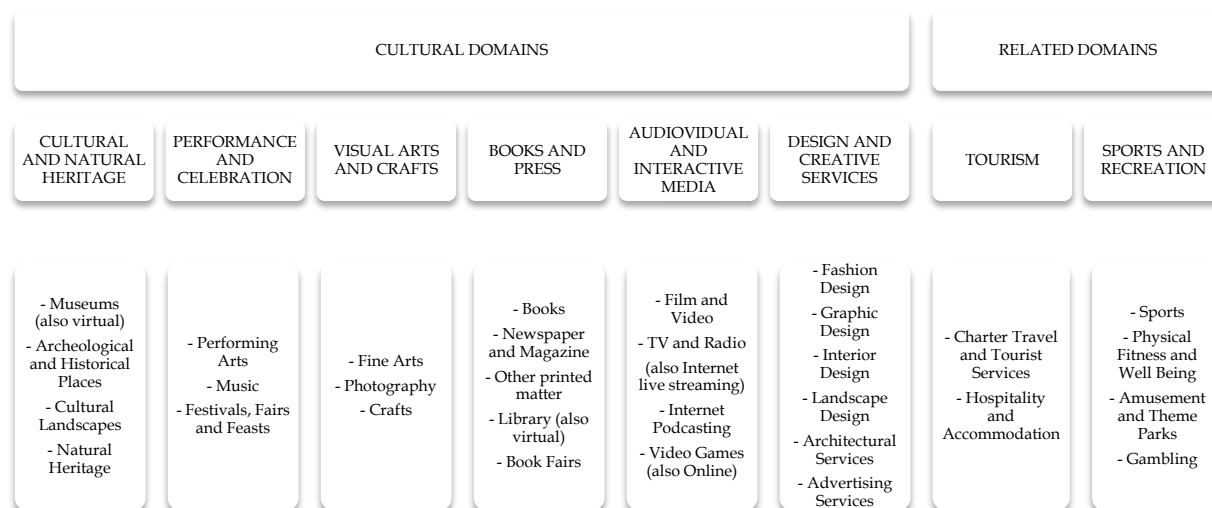 CULTURAL DOMAINS
RELATED DOMAINS
CULTURAL
AND NATURAL
HERITAGE
PERFORMANCE
AND
CELEBRATION
VISUAL ARTS
AND CRAFTS
BOOKS AND
PRESS
AUDIOVIDUAL
AND
INTERACTIVE
MEDIA
DESIGN AND
CREATIVE
SERVICES
TOURISM
SPORTS AND
RECREATION
- Museums
(also virtual)
- Archeological
and Historical
Places
- Cultural
Landscapes
- Natural
Heritage
- Performing
Arts
- Music
- Festivals, Fairs
and Feasts
- Fine Arts
- Photography
- Crafts
- Books
- Newspaper
and Magazine
- Other printed
matter
- Library (also
virtual)
- Book Fairs
- Film and
Video
- TV and Radio
(also Internet
live streaming)
- Internet
Podcasting
- Video Games
(also Online)
- Fashion
Design
- Graphic
Design
- Interior
Design
- Landscape
Design
- Architectural
Services
- Advertising
Services
- Charter Travel
and Tourist
Services
- Hospitality
and
Accommodation
- Sports
- Physical
Fitness and
Well Being
- Amusement
and Theme
Parks
- Gambling